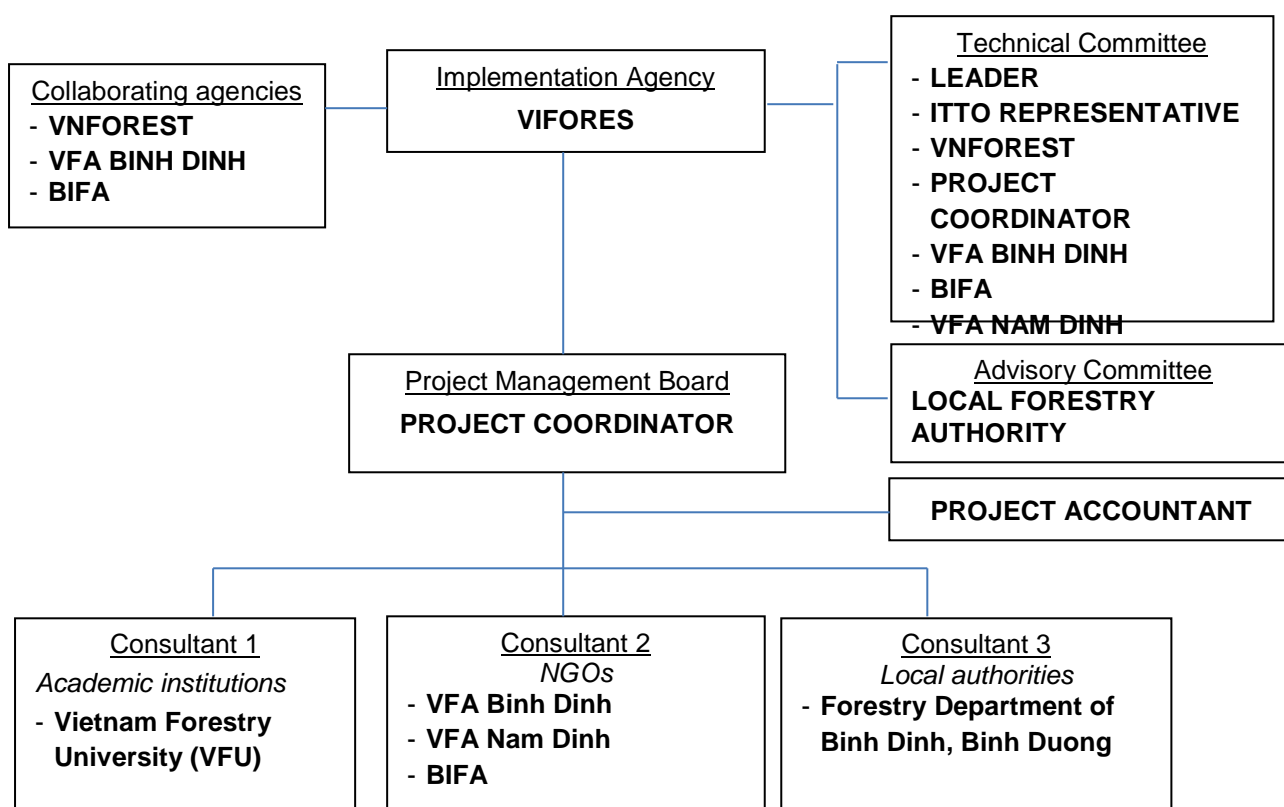 Collaborating agencies
- VNFOREST
- VFA BINH DINH
- BIFA
Implementation Agency
VIFORES
Technical Committee
- LEADER
- ITTO REPRESENTATIVE
- VNFOREST
- PROJECT
COORDINATOR
- VFA BINH DINH
- BIFA
- VFA NAM DINH
Advisory Committee
LOCAL FORESTRY
AUTHORITY
Project Management Board
PROJECT COORDINATOR
PROJECT ACCOUNTANT
Consultant 1
Academic institutions
- Vietnam Forestry
University (VFU)
Consultant 2
NGOs
- VFA Binh Dinh
- VFA Nam Dinh
- BIFA
Consultant 3
Local authorities
- Forestry Department of
Binh Dinh, Binh Duong